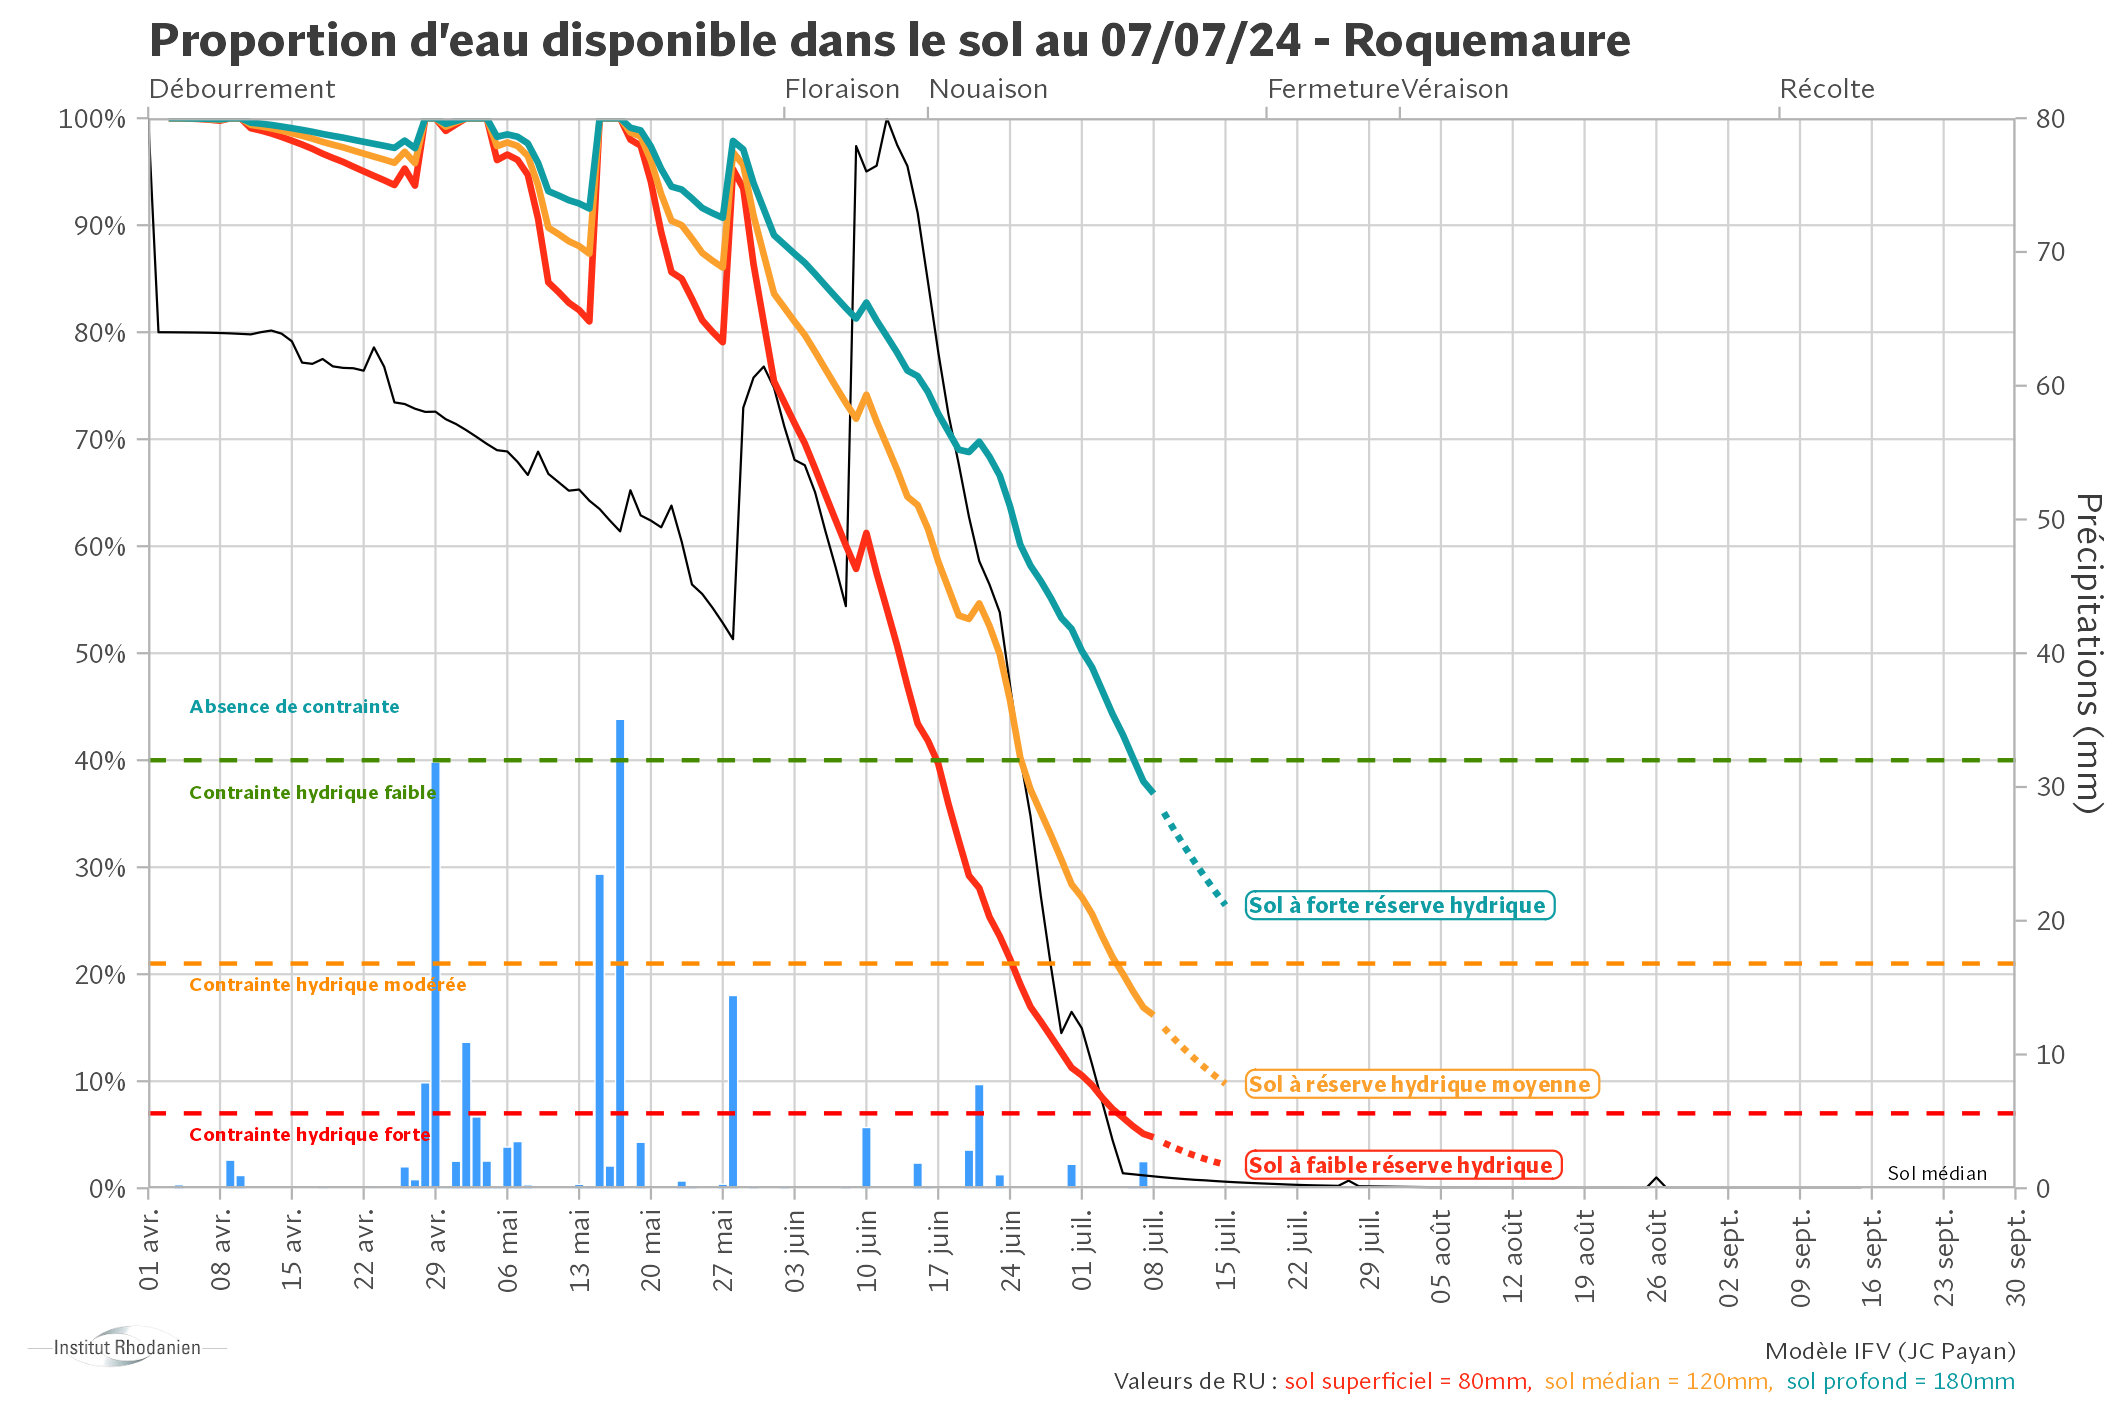 Proportion d'eau disponible dans le sol au 07/07/24 - Roquemaure
Débourrement Floraison Nouaison Fermeture Véraison Récolte
100%
90%
80%
70%
60%
50%
40%
30%
20%
10%
0%
80
70
60
50
40
30
20
10
0
Précipitations (mm)
Absence de contrainte
Contrainte hydrique faible
Contrainte hydrique modérée
Contrainte hydrique forte
Sol à forte réserve hydrique
Sol à réserve hydrique moyenne
Sol à faible réserve hydrique
Sol médian
01 avr.
08 avr.
15 avr.
22 avr.
29 avr.
06 mai
13 mai
20 mai
27 mai
03 juin
10 juin
17 juin
24 juin
01 juil.
08 juil.
15 juil.
22 juil.
29 juil.
05 août
12 août
19 août
26 août
02 sept.
09 sept.
16 sept.
23 sept.
30 sept.
Institut Rhodanien
Modèle IFV (JC Payan)
Valeurs de RU : sol superficiel = 80mm, sol médian = 120mm, sol profond = 180mm